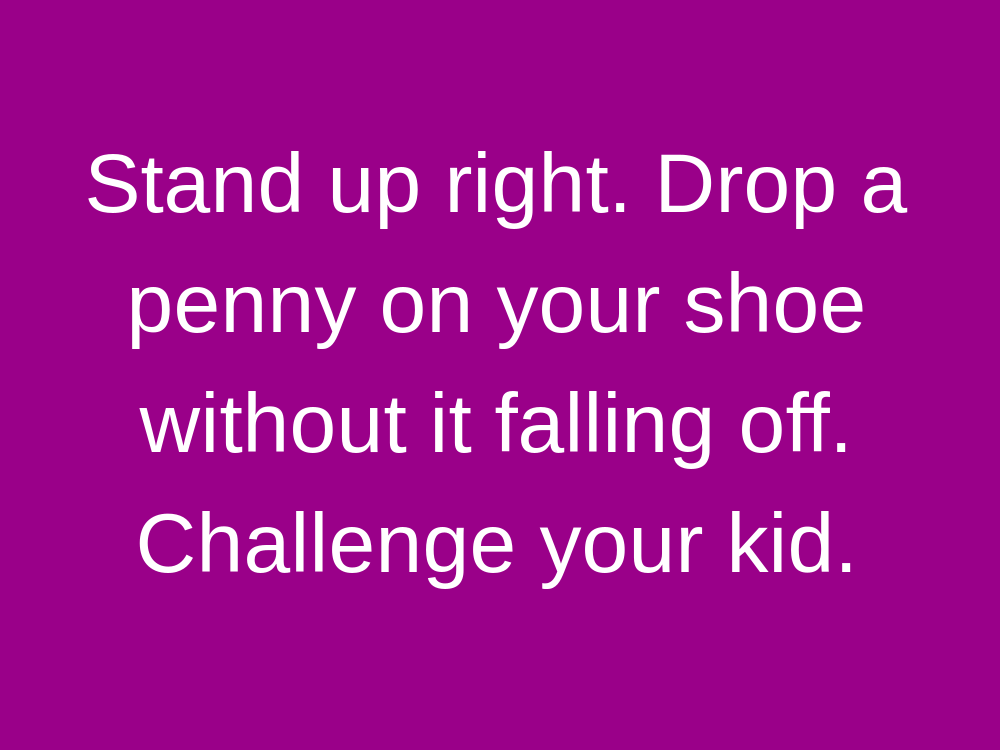 Stand up right. Drop a
penny on your shoe
without it falling off.
Challenge your kid.